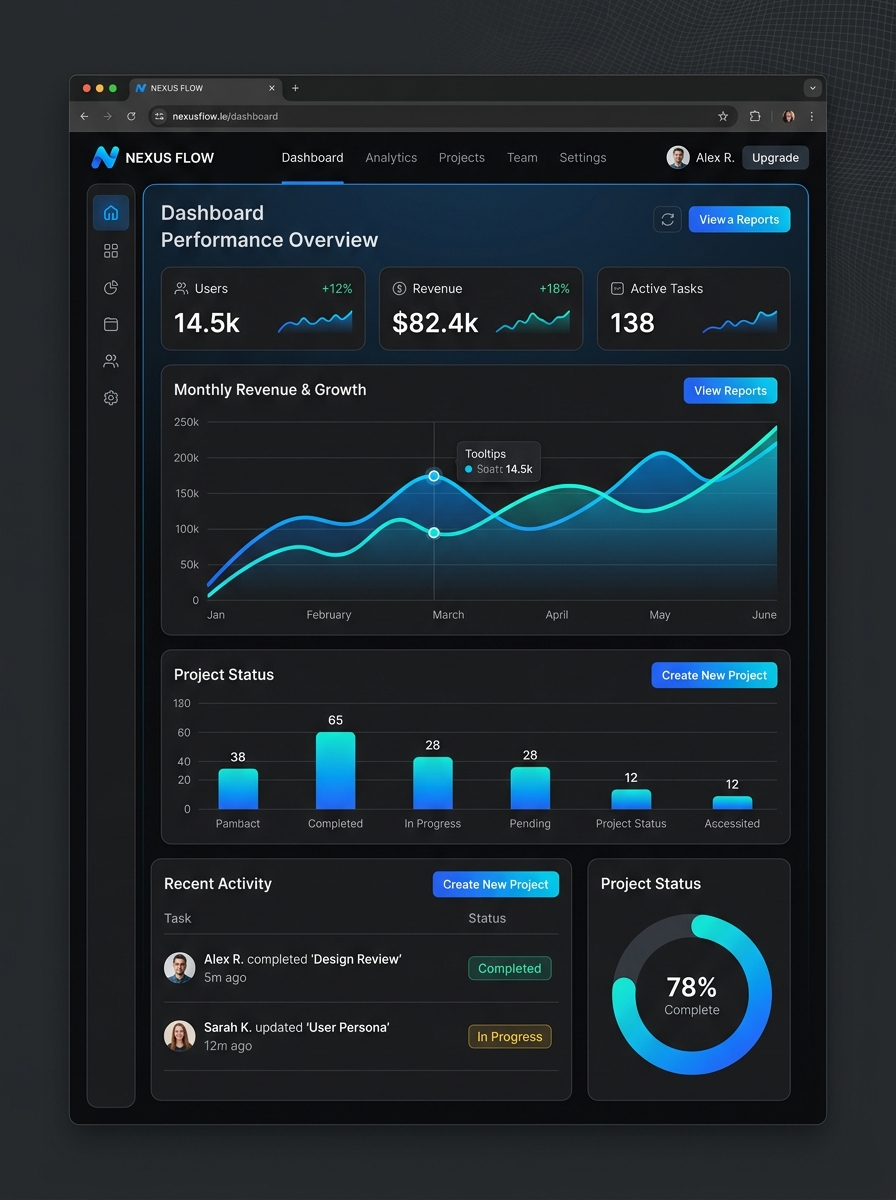 NEXUS FLOW
nexusflow.le/dashboard
NEXUS FLOW
Dashboard
Analytics
Projects
Team
Settings
Alex R.
Upgrade
Dashboard
Performance Overview
View a Reports
Users
+12%
14.5k
Revenue
+18%
$82.4k
Active Tasks
138
Monthly Revenue & Growth
View Reports
250k
200k
150k
100k
50k
0
Tooltips
Soatt 14.5k
Jan
February
March
April
May
June
Project Status
Create New Project
130
60
40
20
0
38
65
28
28
12
12
Pambact
Completed
In Progress
Pending
Project Status
Accessited
Recent Activity
Create New Project
Task
Status
Alex R. completed 'Design Review'
5m ago
Completed
Sarah K. updated 'User Persona'
12m ago
In Progress
Project Status
78%
Complete